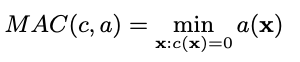 MAC(c, a) = min_{x:c(x)=0} a(x)